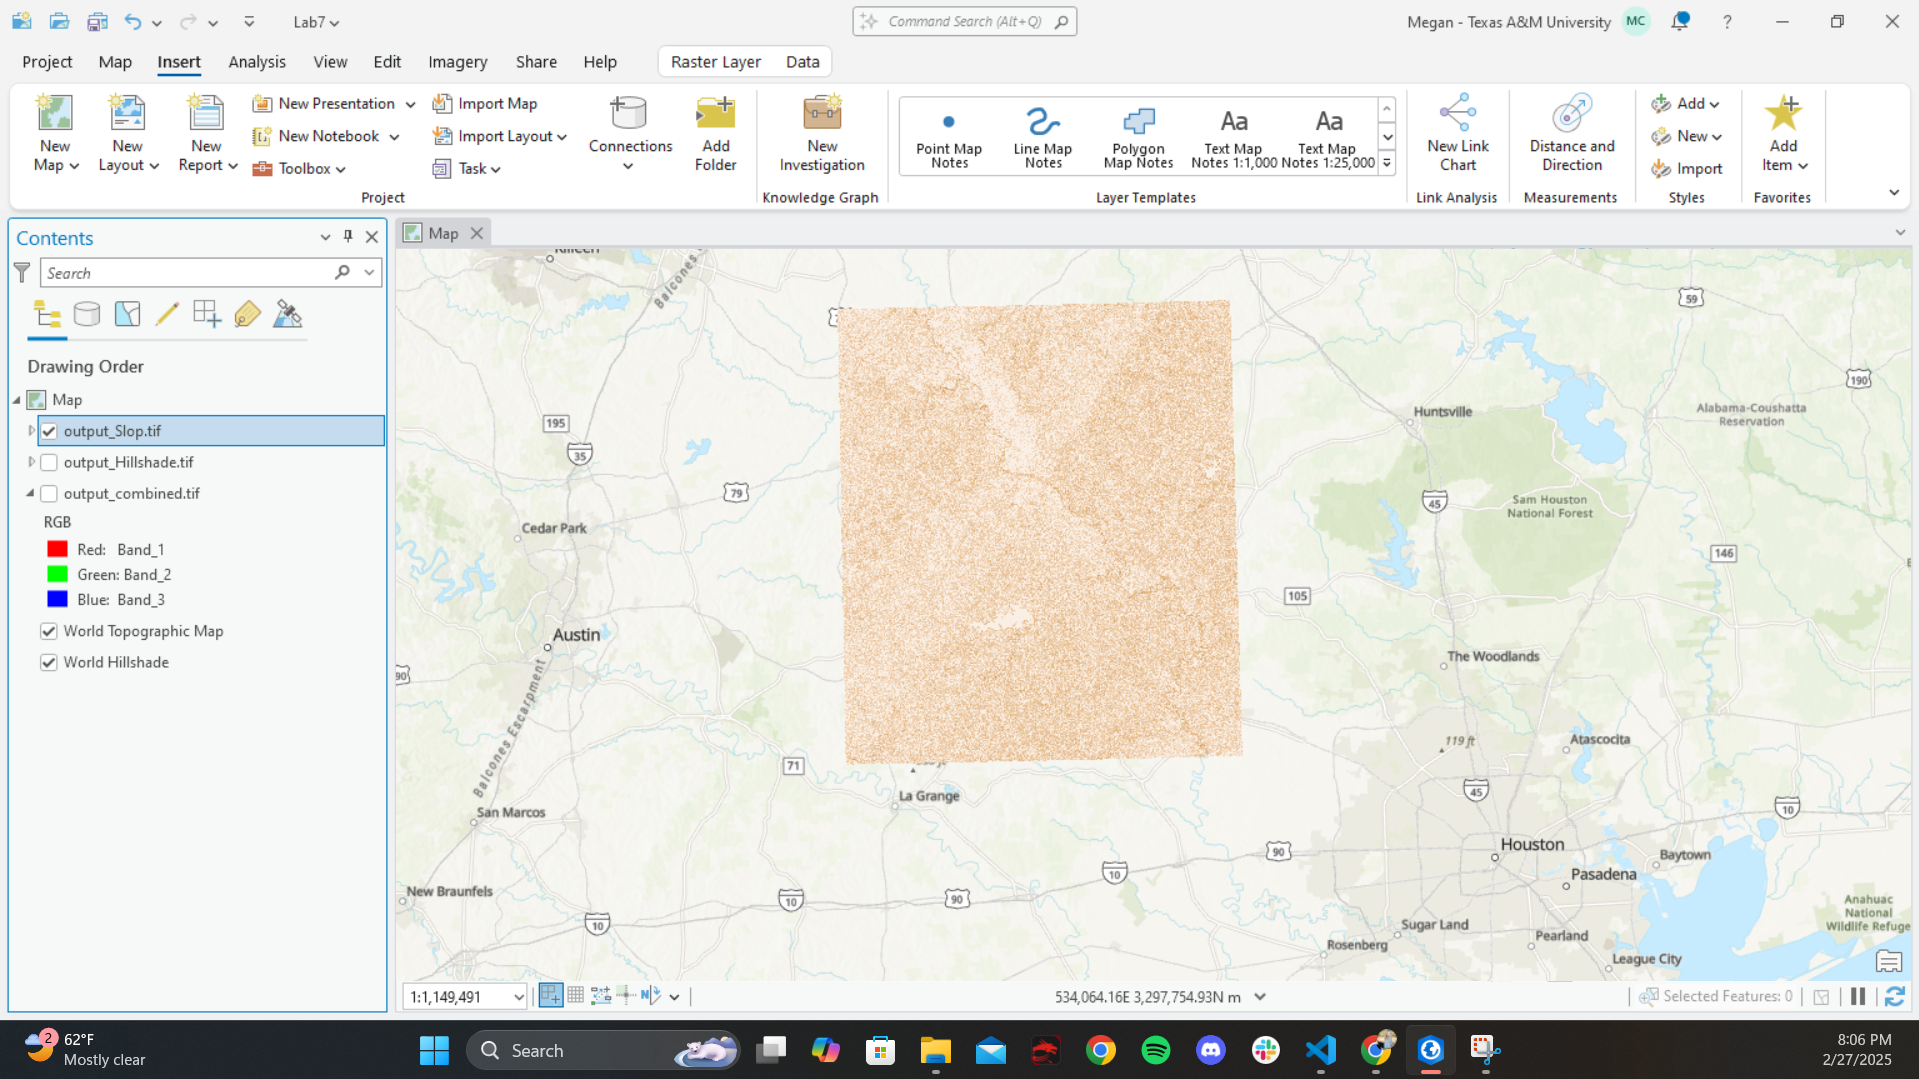 Lab7
Command Search (Alt+Q)
Megan - Texas A&M University
MC
?
Project
Map
Insert
Analysis
View
Edit
Imagery
Share
Help
Raster Layer
Data
New
Map
New
Layout
New
Report
New Presentation
New Notebook
Toolbox
Import Map
Import Layout
Task
Connections
Add
Folder
Project
New
Investigation
Knowledge Graph
Point Map
Notes
Line Map
Notes
Polygon
Map Notes
Aa
Text Map
Notes 1:1,000
Aa
Text Map
Notes 1:25,000
Layer Templates
New Link
Chart
Link Analysis
Distance and
Direction
Measurements
Add
New
Import
Styles
Add
Item
Favorites
Contents
Search
Drawing Order
Map
output_Slop.tif
output_Hillshade.tif
output_combined.tif
RGB
Red: Band_1
Green: Band_2
Blue: Band_3
World Topographic Map
World Hillshade
Map
Killeen
Balcones
59
190
195
35
Huntsville
Alabama-Coushatta
Reservation
79
45
Sam Houston
National Forest
Cedar Park
146
105
Austin
The Woodlands
90
Balcones Escarpment
119 ft
Atascocita
71
La Grange
45
San Marcos
10
Houston
90
Baytown
Pasadena
10
New Braunfels
10
90
10
Sugar Land
Pearland
Anahuac
National
Wildlife Refuge
Rosenberg
League City
1:1,149,491
534,064.16E 3,297,754.93N m
Selected Features: 0
2
62°F
Mostly clear
Search
8:06 PM
2/27/2025